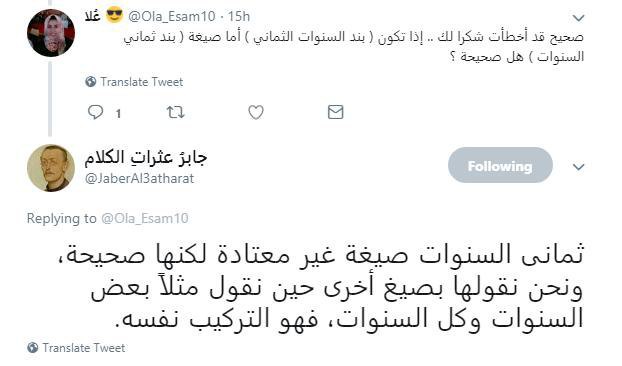 عُلا 😎 @Ola_Esam10 · 15h
صحيح قد أخطأت شكرا لك .. إذا تكون ( بند السنوات الثماني ) أما صيغة ( بند ثماني
السنوات ) هل صحيحة ؟
Translate Tweet
1
جابرُ عثراتِ الكلام
@JaberAl3atharat
Following
Replying to @Ola_Esam10
ثمانى السنوات صيغة غير معتادة لكنها صحيحة،
ونحن نقولها بصيغ أخرى حين نقول مثلاً بعض
السنوات وكل السنوات، فهو التركيب نفسه.
Translate Tweet